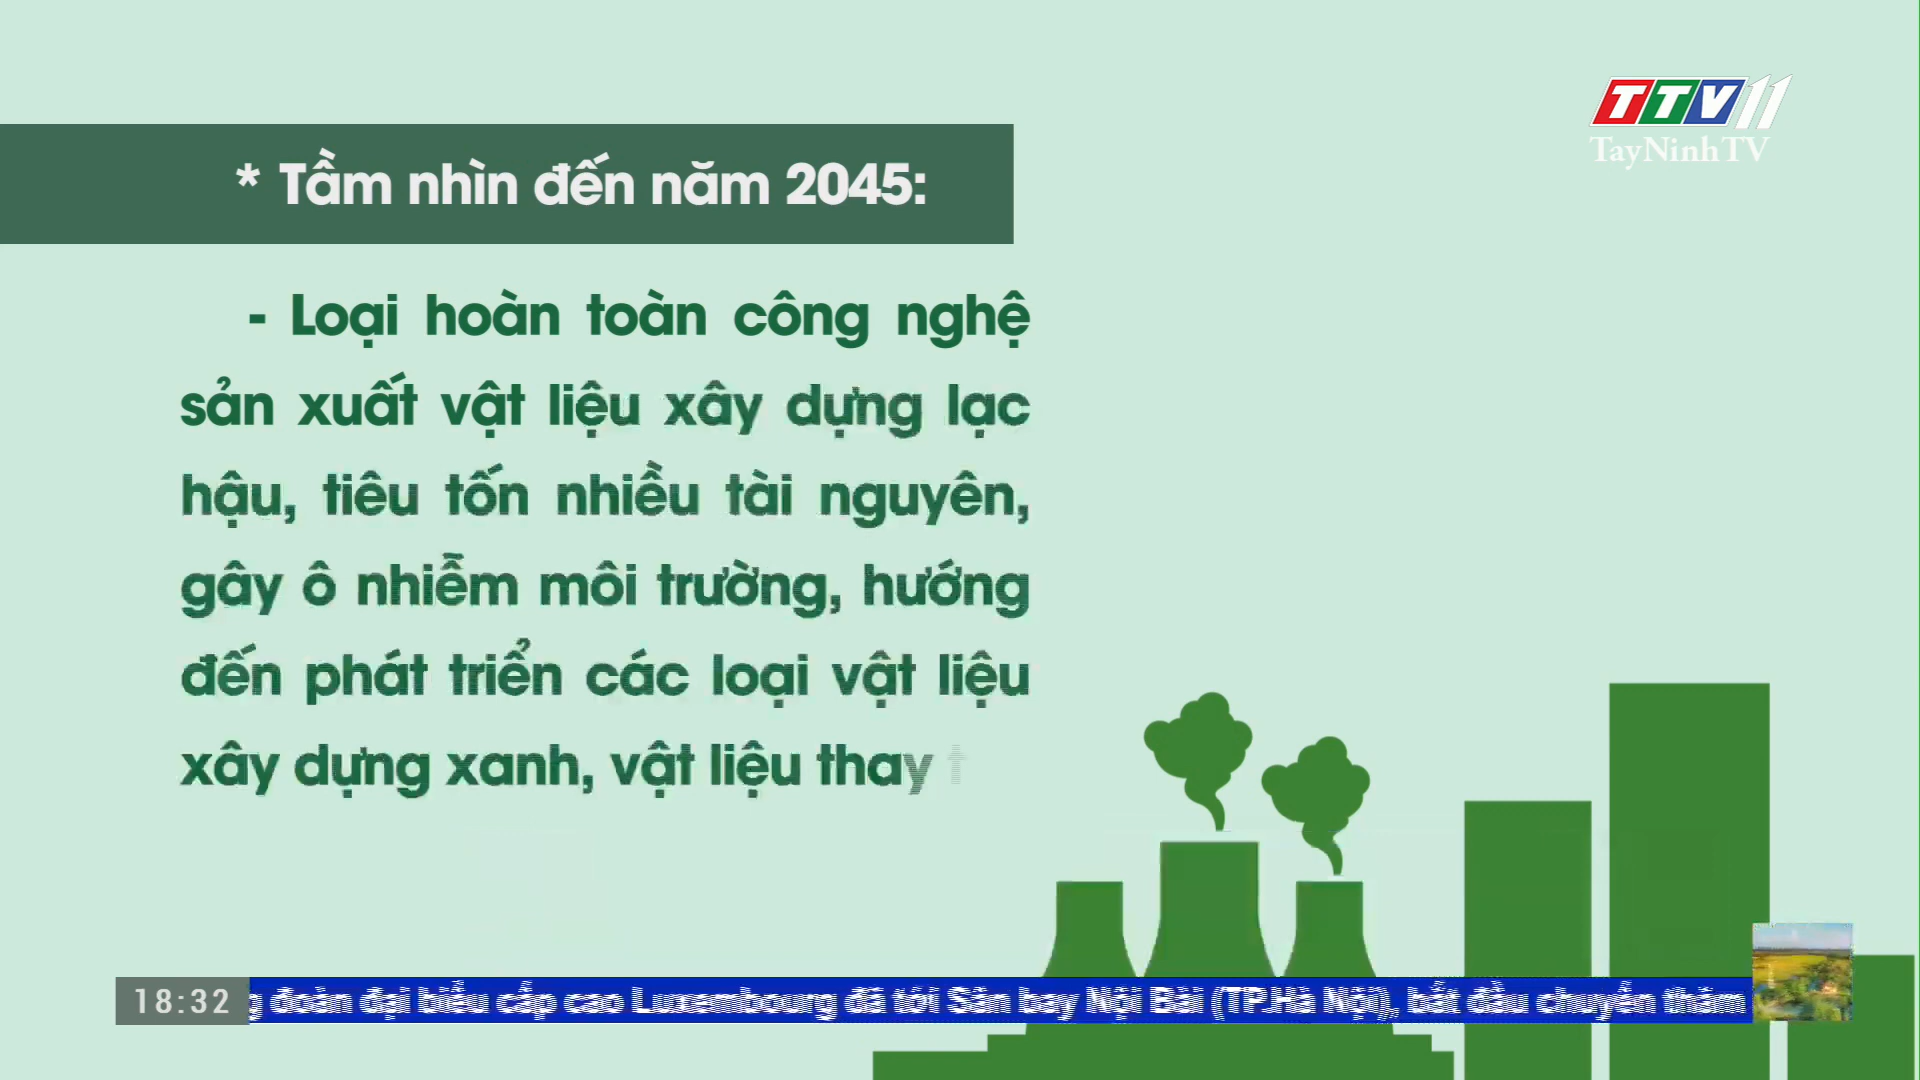 TTV11
TayNinhTV
* Tầm nhìn đến năm 2045:
- Loại hoàn toàn công nghệ
sản xuất vật liệu xây dựng lạc
hậu, tiêu tốn nhiều tài nguyên,
gây ô nhiễm môi trường, hướng
đến phát triển các loại vật liệu
xây dựng xanh, vật liệu thay t
18:32
g đoàn đại biểu cấp cao Luxembourg đã tới Sân bay Nội Bài (TP.Hà Nội), bắt đầu chuyến thăm